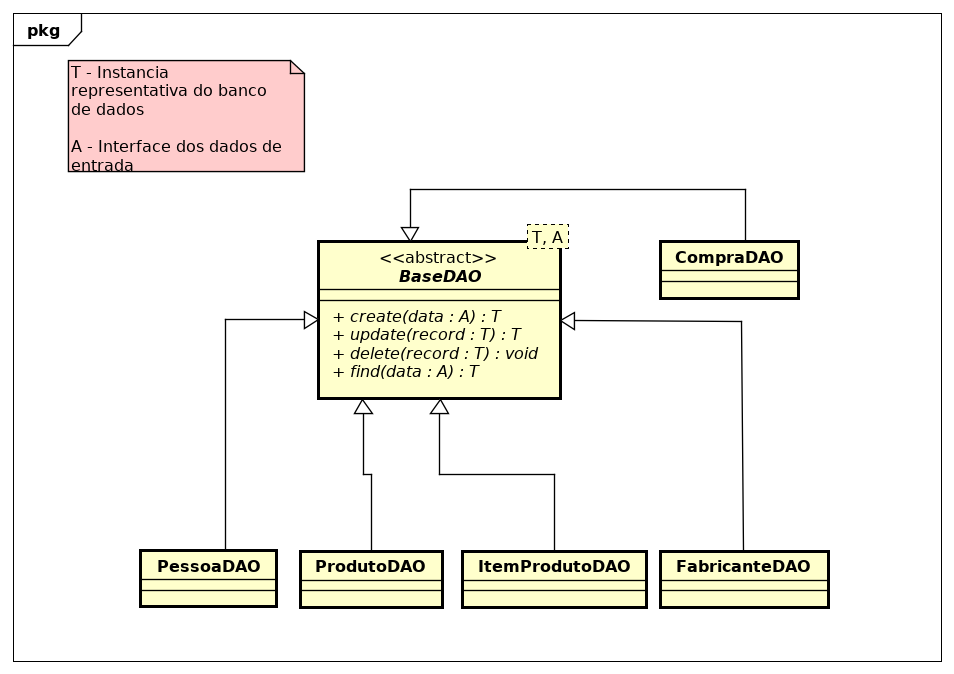 pkg
T - Instancia
representativa do banco
de dados
A - Interface dos dados de
entrada
T, A
<<abstract>>
BaseDAO
+ create(data : A) : T
+ update(record : T) : T
+ delete(record : T) : void
+ find(data : A) : T
CompraDAO
PessoaDAO
ProdutoDAO
ItemProdutoDAO
FabricanteDAO